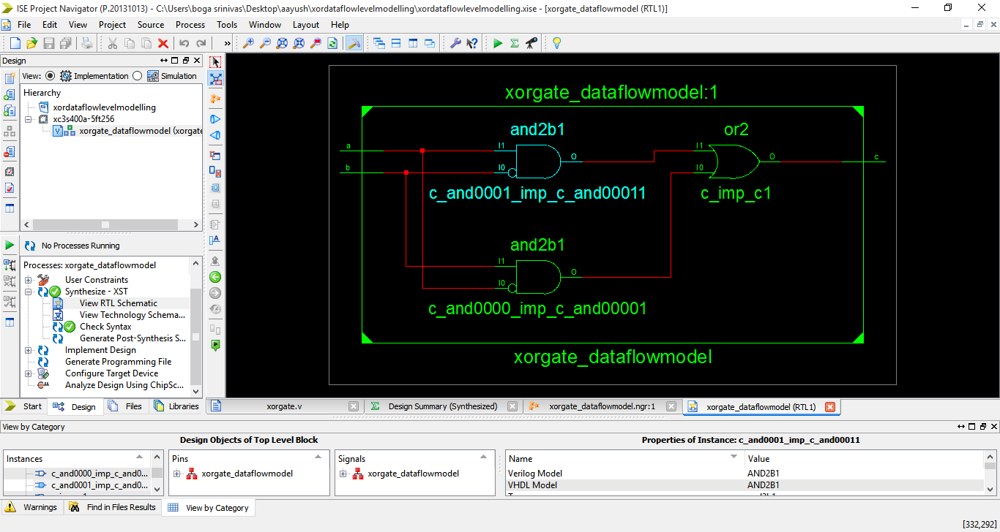 ISE Project Navigator (P.20131013) - C:\Users\boga srinivas\Desktop\aayush\xordataflowlevelmodelling\xordataflowlevelmodelling.xise - [xorgate_dataflowmodel (RTL1)]
File Edit View Project Source Process Tools Window Layout Help
Design
View: Implementation Simulation
Hierarchy
xordataflowlevelmodelling
xc3s400a-5ft256
xorgate_dataflowmodel (xorgate
No Processes Running
Processes: xorgate_dataflowmodel
User Constraints
Synthesize - XST
View RTL Schematic
View Technology Schema...
Check Syntax
Generate Post-Synthesis S...
Implement Design
Generate Programming File
Configure Target Device
Analyze Design Using ChipSc...
Start Design Files Libraries
xorgate_dataflowmodel:1
and2b1
or2
a
I1
O
I1
O
c
b
I0
I0
c_and0001_imp_c_and00011
c_imp_c1
and2b1
I1
O
I0
c_and0000_imp_c_and00001
xorgate_dataflowmodel
xorgate.v
Design Summary (Synthesized)
xorgate_dataflowmodel.ngr:1
xorgate_dataflowmodel (RTL1)
View by Category
Design Objects of Top Level Block
Properties of Instance: c_and0001_imp_c_and00011
Instances
c_and0000_imp_c_and0...
c_and0001_imp_c_and0...
Pins
xorgate_dataflowmodel
Signals
xorgate_dataflowmodel
Name Value
Verilog Model AND2B1
VHDL Model AND2B1
Warnings Find in Files Results View by Category
[332,292]